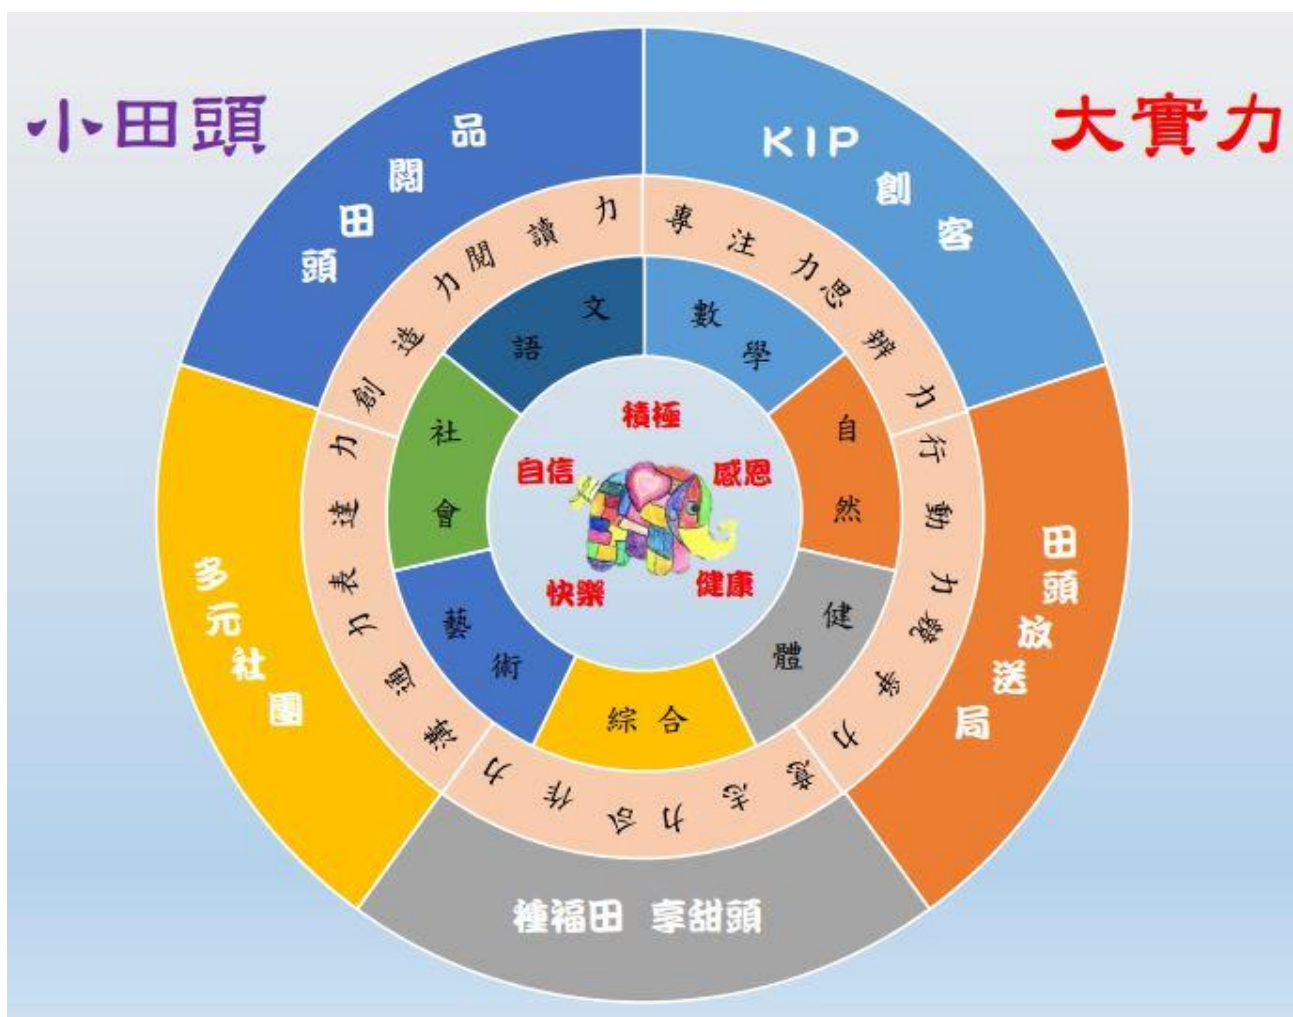 小田頭
大實力
品閱田頭
KIP創客
田頭放送局
種福田 享甜頭
多元社團
專注力思辨力
行動力競爭力
意志力合作力
溝通力表達力
創造力閱讀力
語文
數學
自然
健體
綜合
藝術
社會
積極
感恩
健康
快樂
自信